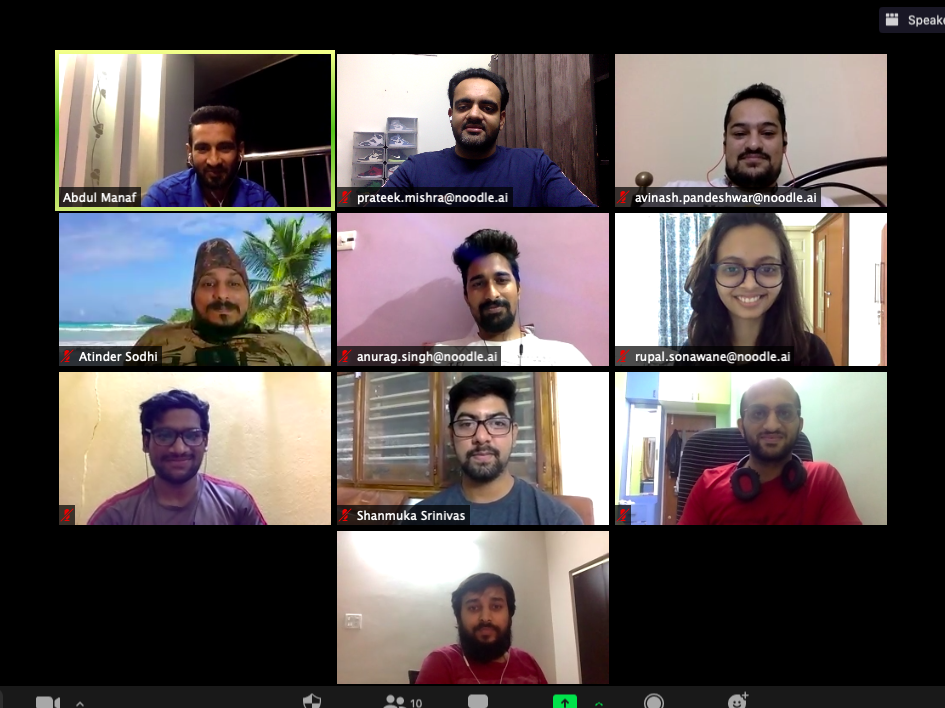 Speake
Abdul Manaf
prateek.mishra@noodle.ai
avinash.pandeshwar@noodle.ai
Atinder Sodhi
anurag.singh@noodle.ai
rupal.sonawane@noodle.ai
Shanmuka Srinivas
10